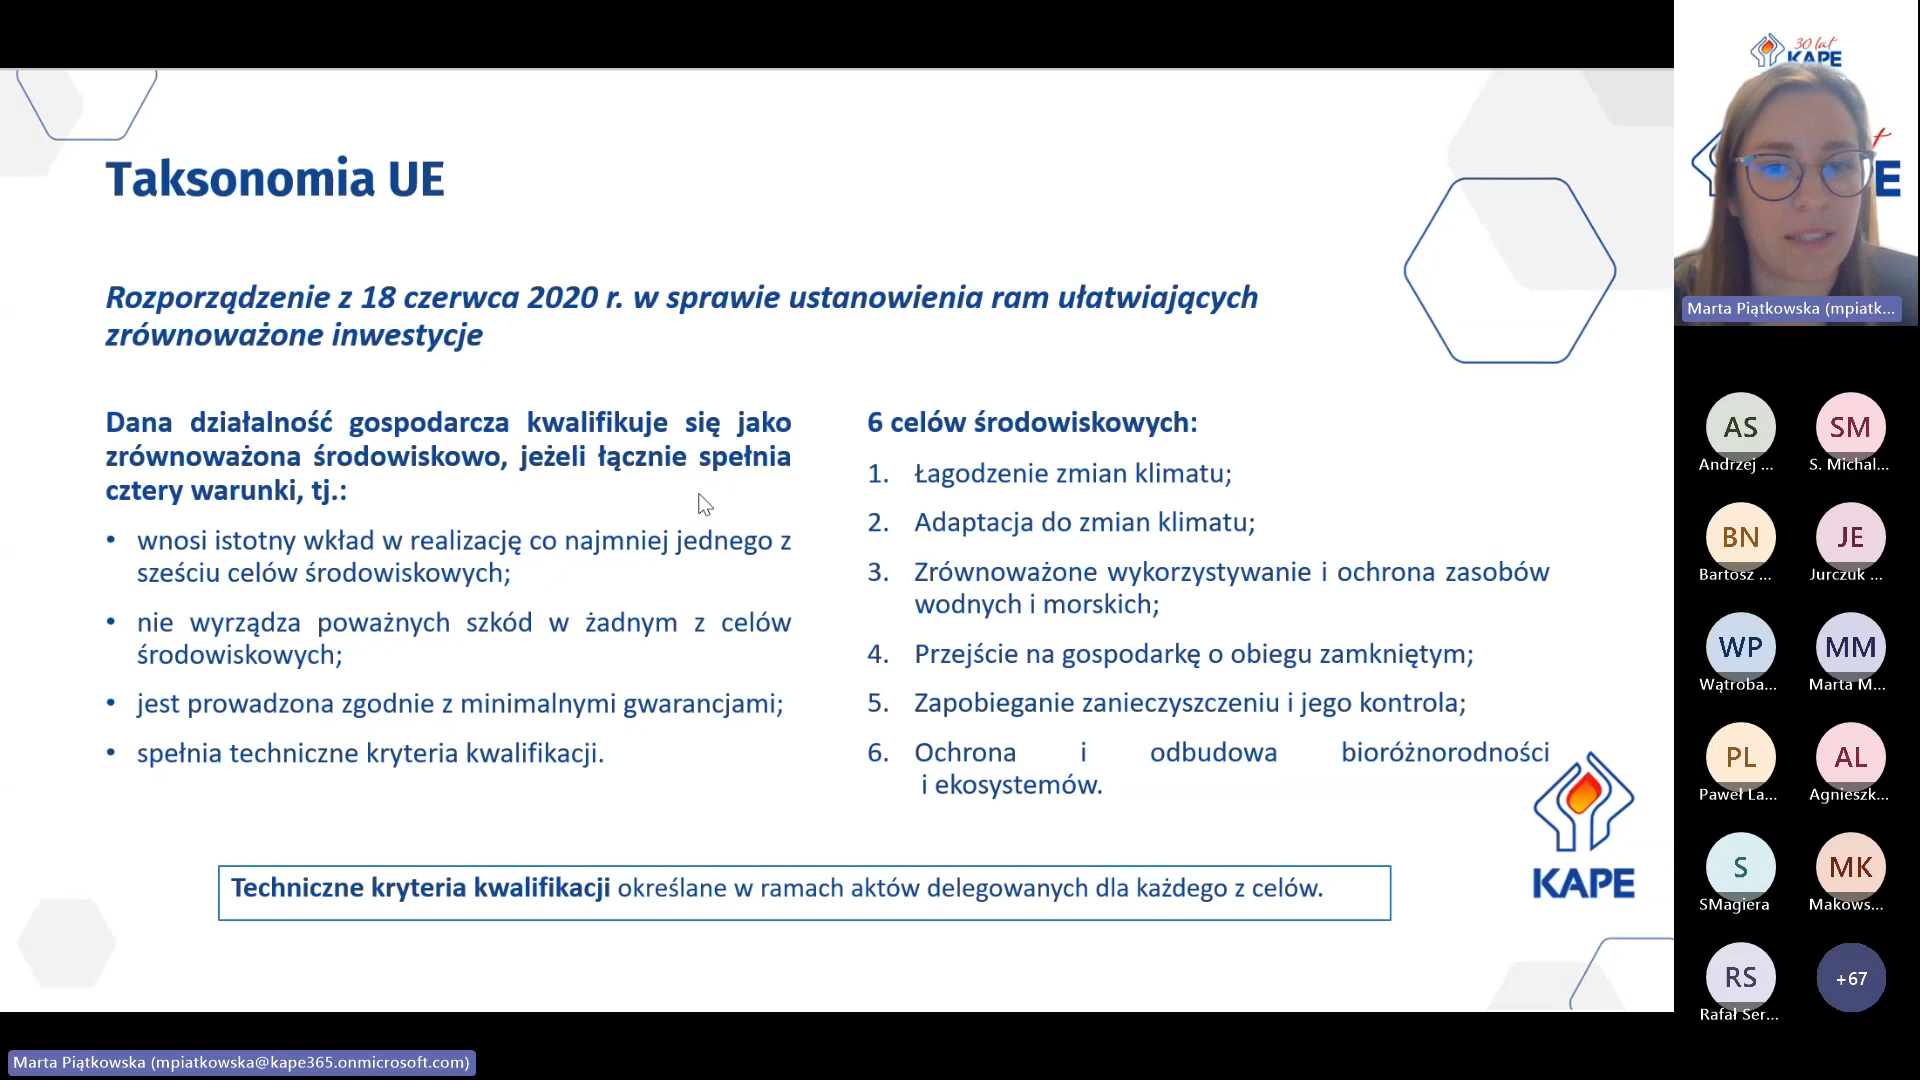 Taksonomia UE
Rozporządzenie z 18 czerwca 2020 r. w sprawie ustanowienia ram ułatwiających
zrównoważone inwestycje
Dana działalność gospodarcza kwalifikuje się jako
zrównoważona środowiskowo, jeżeli łącznie spełnia
cztery warunki, tj.:
• wnosi istotny wkład w realizację co najmniej jednego z
sześciu celów środowiskowych;
• nie wyrządza poważnych szkód w żadnym z celów
środowiskowych;
• jest prowadzona zgodnie z minimalnymi gwarancjami;
• spełnia techniczne kryteria kwalifikacji.
6 celów środowiskowych:
1. Łagodzenie zmian klimatu;
2. Adaptacja do zmian klimatu;
3. Zrównoważone wykorzystywanie i ochrona zasobów
wodnych i morskich;
4. Przejście na gospodarkę o obiegu zamkniętym;
5. Zapobieganie zanieczyszczeniu i jego kontrola;
6. Ochrona i odbudowa bioróżnorodności
i ekosystemów.
KAPE
Techniczne kryteria kwalifikacji określane w ramach aktów delegowanych dla każdego z celów.
Marta Piątkowska (mpiatkowska@kape365.onmicrosoft.com)
30 lat
KAPE
Marta Piątkowska (mpiatk...
AS
Andrzej ...
SM
S. Michal...
BN
Bartosz ...
JE
Jurczuk ...
WP
Wątroba...
MM
Marta M...
PL
Paweł La...
AL
Agnieszk...
S
SMagiera
MK
Makows...
RS
Rafał Ser...
+67